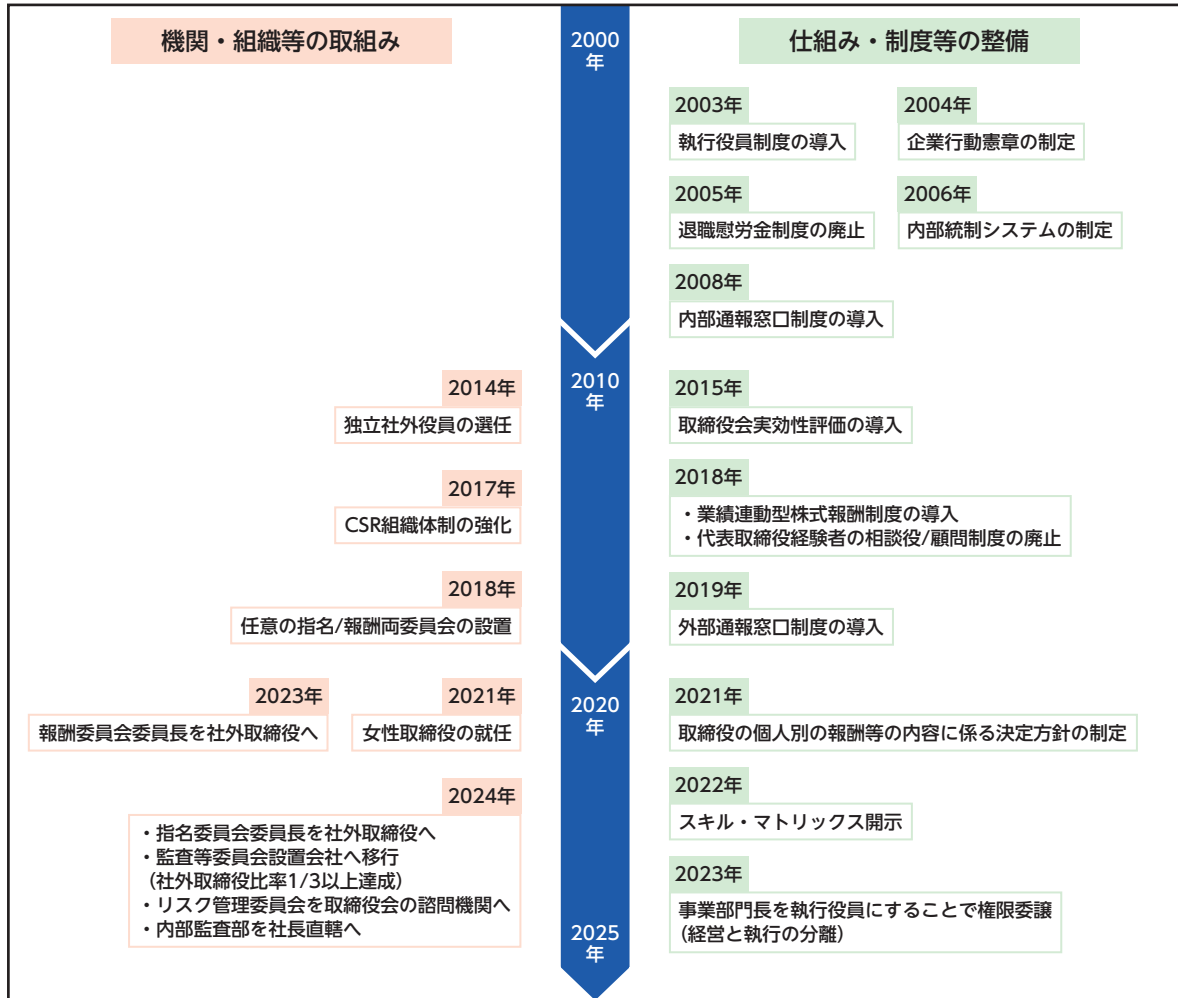 機関・組織等の取組み
2014年
独立社外役員の選任
2017年
CSR組織体制の強化
2018年
任意の指名/報酬両委員会の設置
2023年
報酬委員会委員長を社外取締役へ
2021年
女性取締役の就任
2024年
・指名委員会委員長を社外取締役へ
・監査等委員会設置会社へ移行
（社外取締役比率1/3以上達成）
・リスク管理委員会を取締役会の諮問機関へ
・内部監査部を社長直轄へ
2000
年
2010
年
2020
年
2025
年
仕組み・制度等の整備
2003年
執行役員制度の導入
2004年
企業行動憲章の制定
2005年
退職慰労金制度の廃止
2006年
内部統制システムの制定
2008年
内部通報窓口制度の導入
2015年
取締役会実効性評価の導入
2018年
・業績連動型株式報酬制度の導入
・代表取締役経験者の相談役/顧問制度の廃止
2019年
外部通報窓口制度の導入
2021年
取締役の個人別の報酬等の内容に係る決定方針の制定
2022年
スキル・マトリックス開示
2023年
事業部門長を執行役員にすることで権限委譲
（経営と執行の分離）